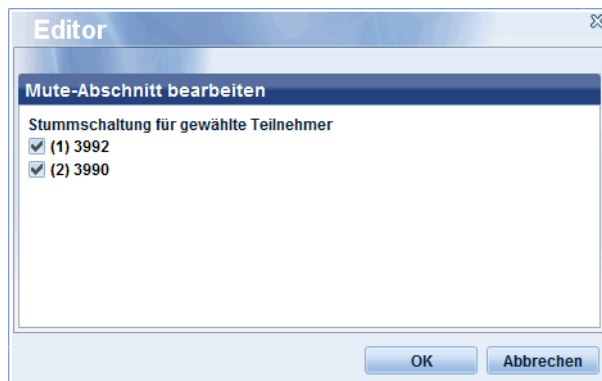 Editor
Mute-Abschnitt bearbeiten
Stummschaltung für gewählte Teilnehmer
(1) 3992
(2) 3990
OK Abbrechen